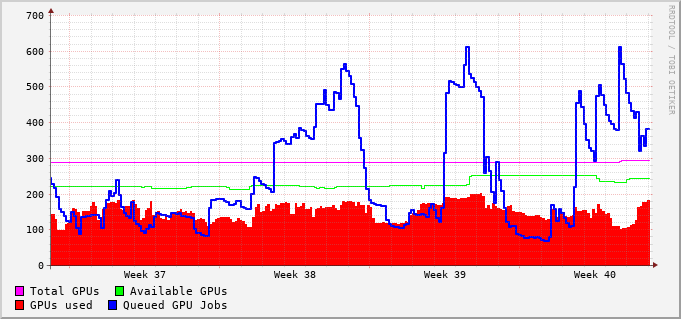 700
600
500
400
300
200
100
0
Week 37 Week 38 Week 39 Week 40
Total GPUs Available GPUs
GPUs used Queued GPU Jobs
RRDTOOL / TOBI OETIKER